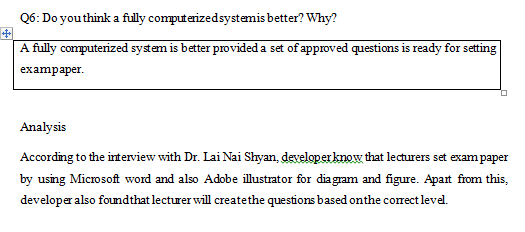 Q6: Do you think a fully computerized system is better? Why?
A fully computerized system is better provided a set of approved questions is ready for setting
exam paper.
Analysis
According to the interview with Dr. Lai Nai Shyan, developer know that lecturers set exam paper
by using Microsoft word and also Adobe illustrator for diagram and figure. Apart from this,
developer also found that lecturer will create the questions based on the correct level.